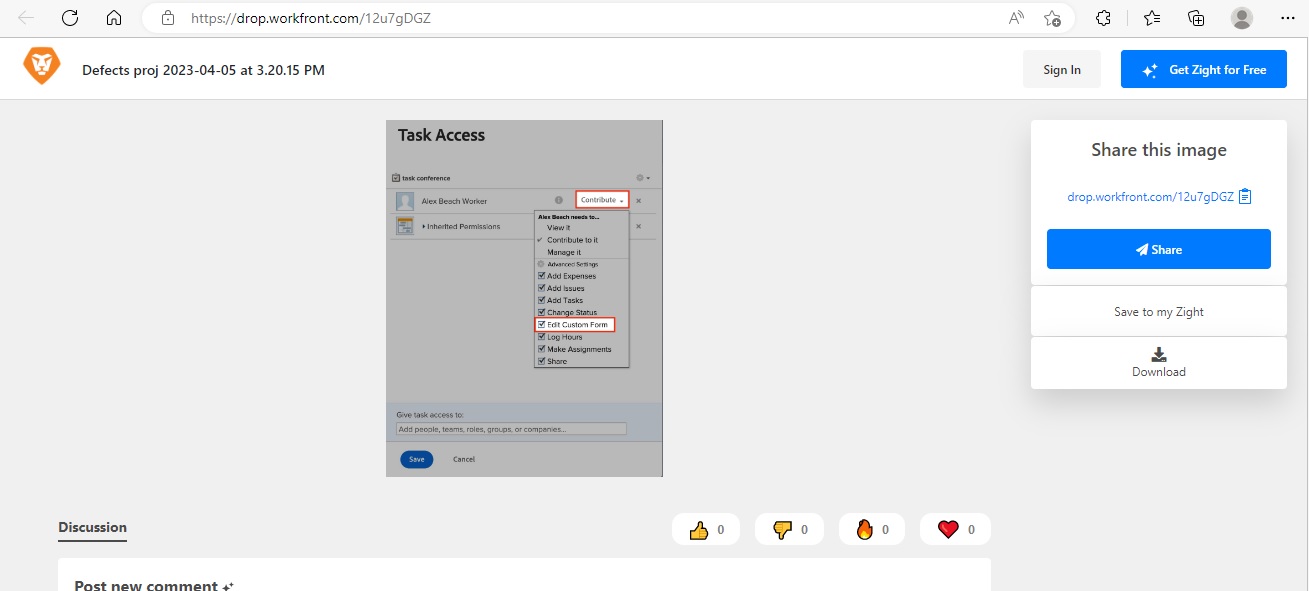 https://drop.workfront.com/12u7gDGZ
Defects proj 2023-04-05 at 3.20.15 PM
Sign In
Get Zight for Free
Task Access
task conference
Alex Beach Worker
Contribute
Inherited Permissions
Alex Beach needs to...
View it
Contribute to it
Manage it
Advanced Settings
Add Expenses
Add Issues
Add Tasks
Change Status
Edit Custom Form
Log Hours
Make Assignments
Share
Give task access to:
Add people, teams, roles, groups, or companies...
Save
Cancel
Share this image
drop.workfront.com/12u7gDGZ
Share
Save to my Zight
Download
Discussion
0
0
0
0
Post new comment